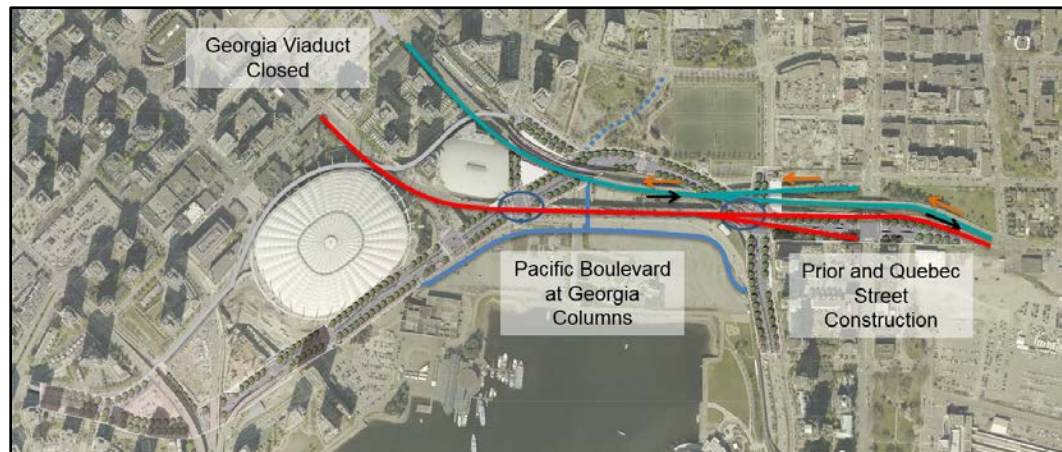 Georgia Viaduct
Closed
Pacific Boulevard
at Georgia
Columns
Prior and Quebec
Street
Construction